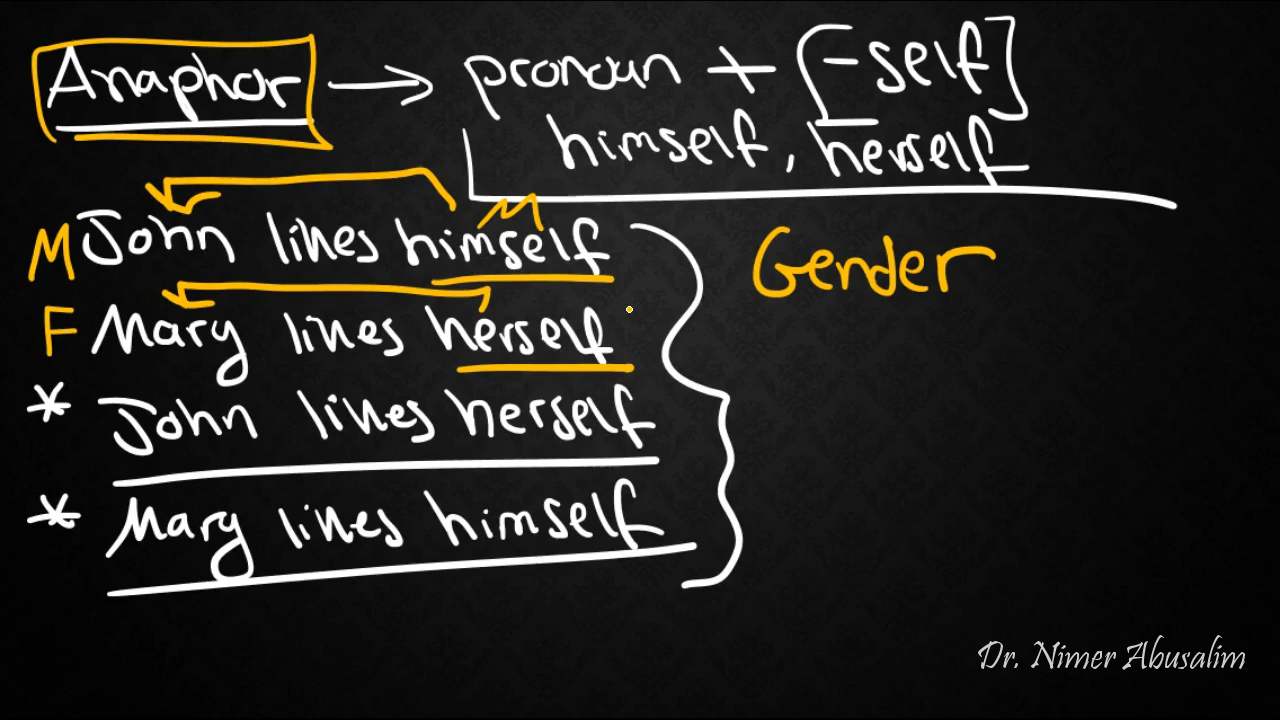 Anaphor → pronoun + [-self]
himself, herself
M
M John likes himself
Gender
F Mary likes herself
* John likes herself
* Mary likes himself
Dr. Nimer Abusalim